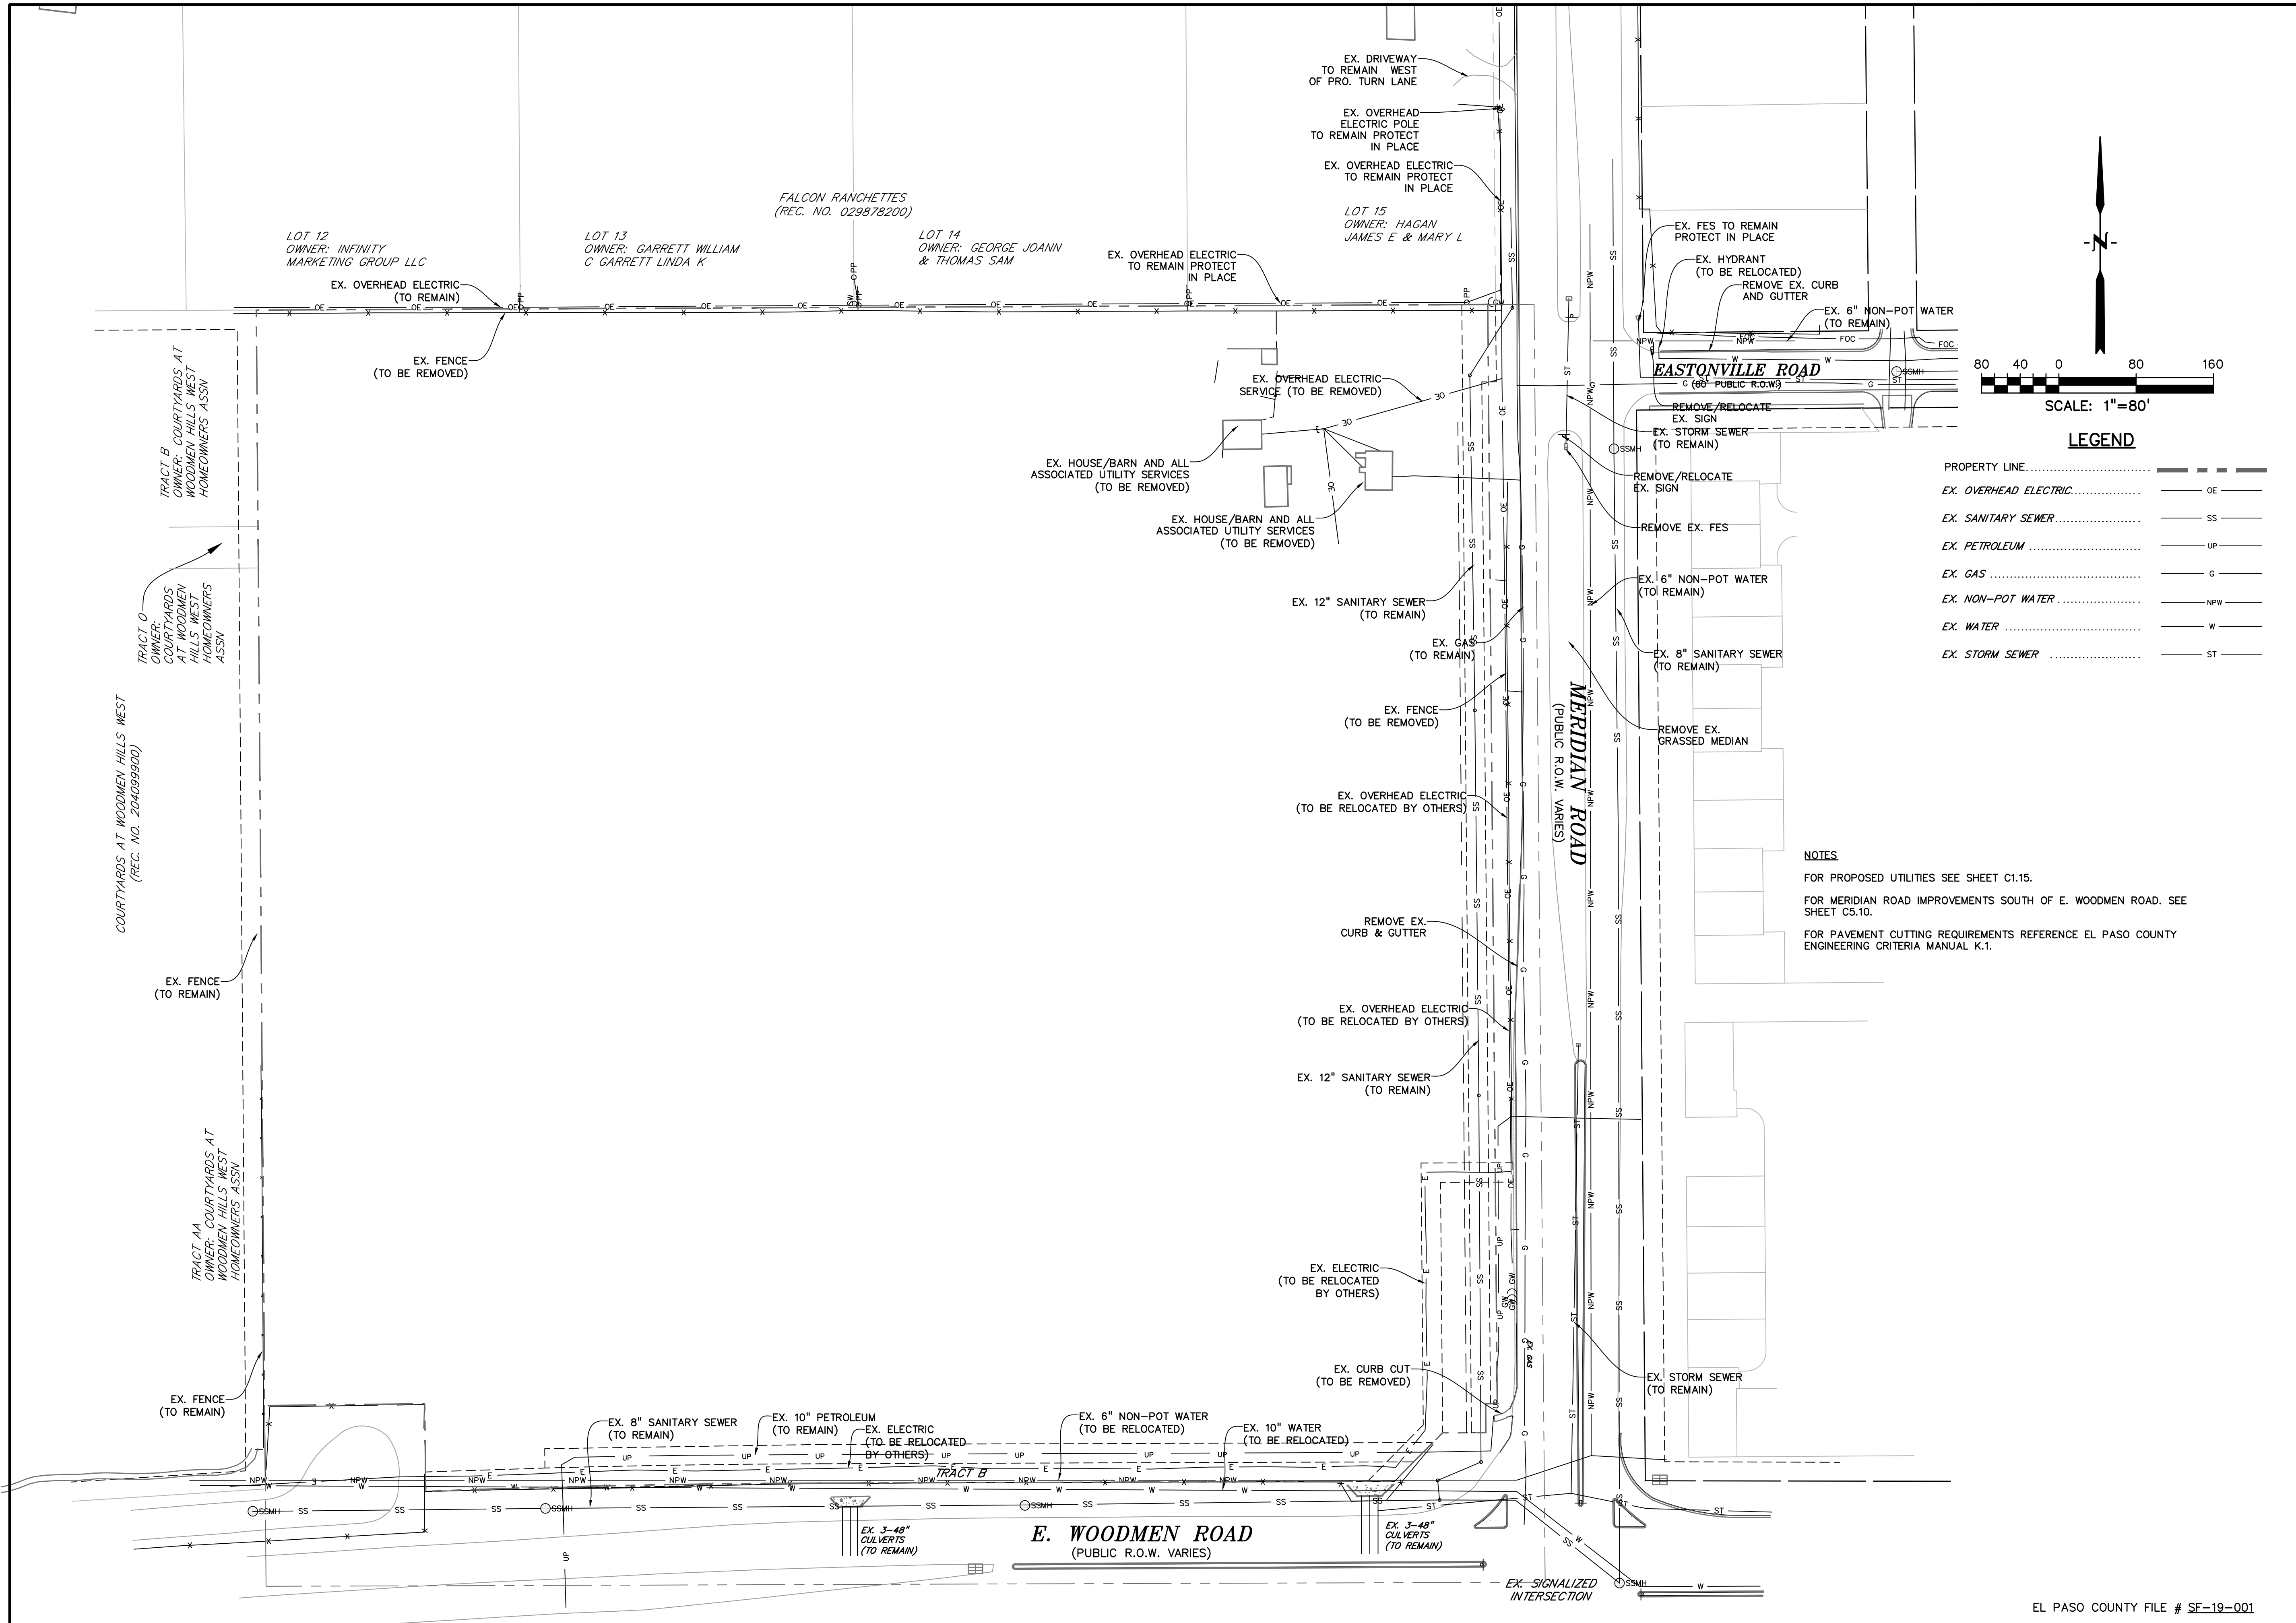 EX. DRIVEWAY
TO REMAIN WEST
OF PRO. TURN LANE
EX. OVERHEAD
ELECTRIC POLE
TO REMAIN PROTECT
IN PLACE
EX. OVERHEAD ELECTRIC
TO REMAIN PROTECT
IN PLACE
FALCON RANCHETTES
(REC. NO. 029878200)
LOT 12
OWNER: INFINITY
MARKETING GROUP LLC
LOT 13
OWNER: GARRETT WILLIAM
C GARRETT LINDA K
LOT 14
OWNER: GEORGE JOANN
& THOMAS SAM
LOT 15
OWNER: HAGAN
JAMES E & MARY L
EX. OVERHEAD ELECTRIC
(TO REMAIN)
EX. OVERHEAD ELECTRIC
TO REMAIN PROTECT
IN PLACE
EX. FENCE
(TO BE REMOVED)
EX. FES TO REMAIN
PROTECT IN PLACE
EX. HYDRANT
(TO BE RELOCATED)
REMOVE EX. CURB
AND GUTTER
EX. 6" NON-POT WATER
(TO REMAIN)
EASTONVILLE ROAD
(80' PUBLIC R.O.W.)
SSMH
REMOVE/RELOCATE
EX. SIGN
EX. STORM SEWER
(TO REMAIN)
SSMH
REMOVE/RELOCATE
EX. SIGN
REMOVE EX. FES
80 40 0 80 160
SCALE: 1"=80'
LEGEND
PROPERTY LINE
EX. OVERHEAD ELECTRIC OE
EX. SANITARY SEWER SS
EX. PETROLEUM UP
EX. GAS G
EX. NON-POT WATER NPW
EX. WATER W
EX. STORM SEWER ST
TRACT B
OWNER: COURTYARDS AT
WOODMEN HILLS WEST
HOMEOWNERS ASSN
TRACT O
OWNER:
COURTYARDS
AT WOODMEN
HILLS WEST
HOMEOWNERS
ASSN
COURTYARDS AT WOODMEN HILLS WEST
(REC. NO. 204099900)
TRACT AA
OWNER: COURTYARDS AT
WOODMEN HILLS WEST
HOMEOWNERS ASSN
EX. OVERHEAD ELECTRIC
SERVICE (TO BE REMOVED)
EX. HOUSE/BARN AND ALL
ASSOCIATED UTILITY SERVICES
(TO BE REMOVED)
EX. HOUSE/BARN AND ALL
ASSOCIATED UTILITY SERVICES
(TO BE REMOVED)
EX. 12" SANITARY SEWER
(TO REMAIN)
EX. GAS
(TO REMAIN)
EX. FENCE
(TO BE REMOVED)
EX. 6" NON-POT WATER
(TO REMAIN)
EX. 8" SANITARY SEWER
(TO REMAIN)
REMOVE EX.
GRASSED MEDIAN
MERIDIAN ROAD
(PUBLIC R.O.W. VARIES)
EX. OVERHEAD ELECTRIC
(TO BE RELOCATED BY OTHERS)
REMOVE EX.
CURB & GUTTER
EX. OVERHEAD ELECTRIC
(TO BE RELOCATED BY OTHERS)
EX. 12" SANITARY SEWER
(TO REMAIN)
NOTES
FOR PROPOSED UTILITIES SEE SHEET C1.15.
FOR MERIDIAN ROAD IMPROVEMENTS SOUTH OF E. WOODMEN ROAD. SEE
SHEET C5.10.
FOR PAVEMENT CUTTING REQUIREMENTS REFERENCE EL PASO COUNTY
ENGINEERING CRITERIA MANUAL K.1.
EX. FENCE
(TO REMAIN)
EX. ELECTRIC
(TO BE RELOCATED
BY OTHERS)
EX. GAS
EX. CURB CUT
(TO BE REMOVED)
EX. STORM SEWER
(TO REMAIN)
EX. FENCE
(TO REMAIN)
EX. 8" SANITARY SEWER
(TO REMAIN)
EX. 10" PETROLEUM
(TO REMAIN)
EX. ELECTRIC
(TO BE RELOCATED
BY OTHERS)
EX. 6" NON-POT WATER
(TO BE RELOCATED)
EX. 10" WATER
(TO BE RELOCATED)
TRACT B
SSMH
SSMH
SSMH
EX. 3-48"
CULVERTS
(TO REMAIN)
E. WOODMEN ROAD
(PUBLIC R.O.W. VARIES)
EX. 3-48"
CULVERTS
(TO REMAIN)
EX. SIGNALIZED
INTERSECTION
SSMH
EL PASO COUNTY FILE # SF-19-001